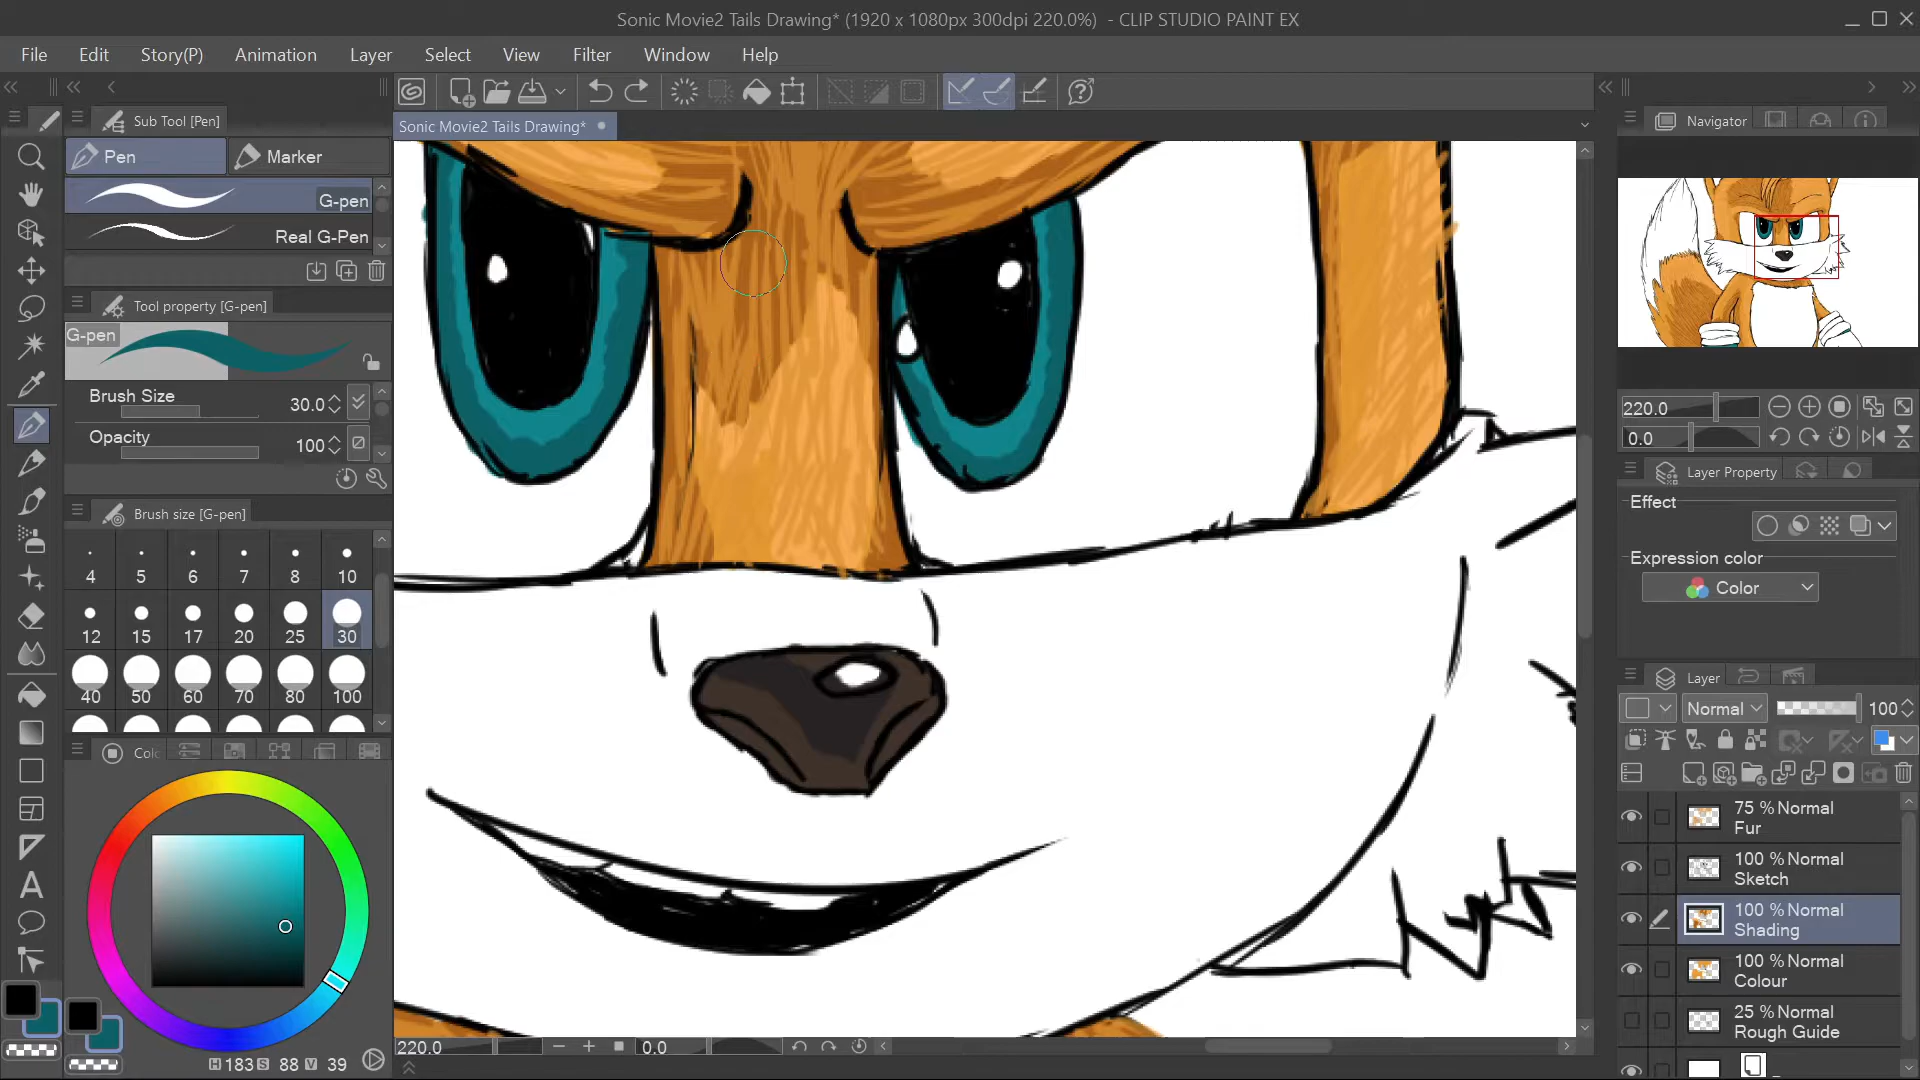 Sonic Movie2 Tails Drawing* (1920 x 1080px 300dpi 220.0%)  - CLIP STUDIO PAINT EX
File Edit Story(P) Animation Layer Select View Filter Window Help
Sub Tool [Pen]
Pen Marker
G-pen
Real G-Pen
Tool property [G-pen]
G-pen
Brush Size 30.0
Opacity 100
Brush size [G-pen]
4 5 6 7 8 10
12 15 17 20 25 30
40 50 60 70 80 100
Colc
H 183 S 88 V 39
Sonic Movie2 Tails Drawing*
220.0 0.0
Navigator
220.0
0.0
Layer Property
Effect
Expression color
Color
Layer
Normal 100
75 % Normal
Fur
100 % Normal
Sketch
100 % Normal
Shading
100 % Normal
Colour
25 % Normal
Rough Guide